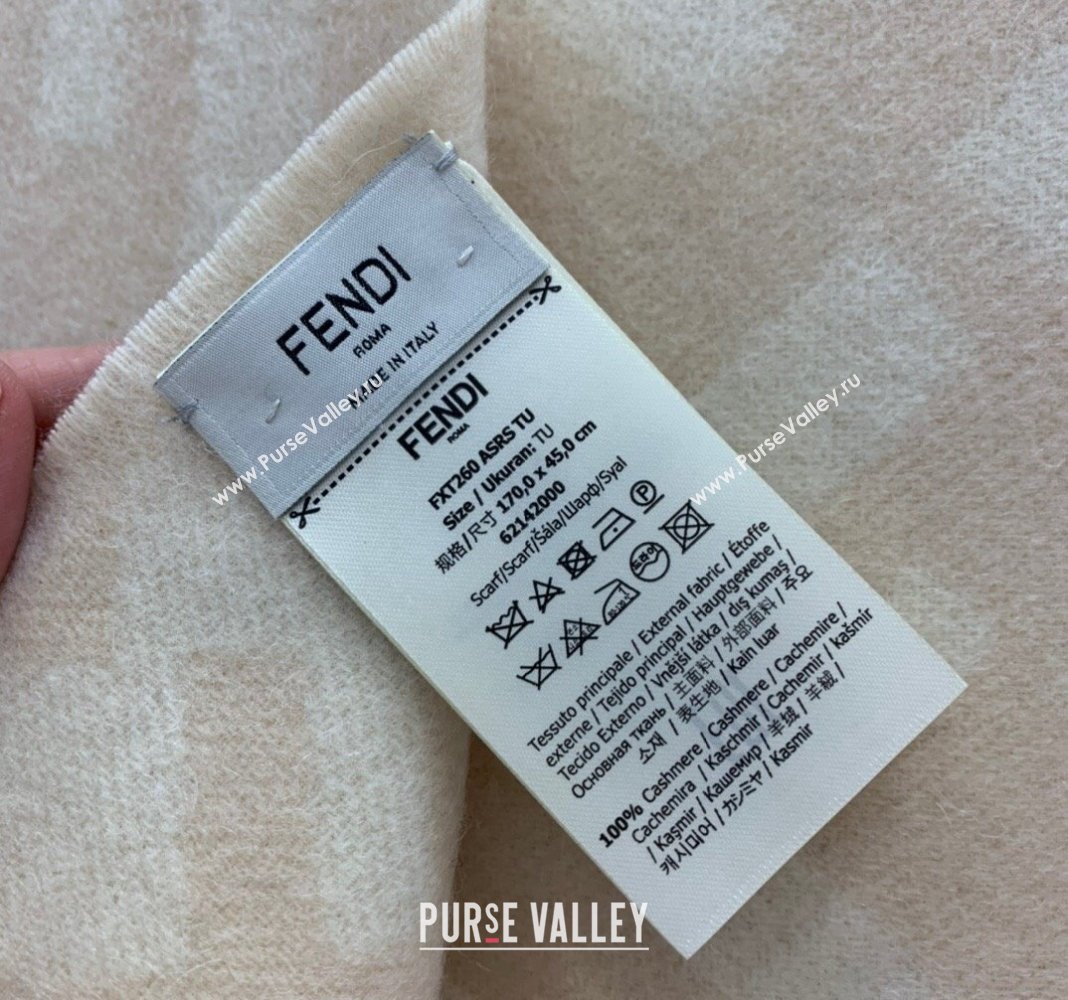 FENDI
ROMA
MADE IN ITALY
FENDI
ROMA
FXT260 ASRS TU
Size / Ukuran: TU
规格/尺寸 170,0 x 45,0 cm
62142000
Scarf/Scarf/Šála/Шарф/Syal
Tessuto principale / External fabric / Étoffe
externe / Tejido principal / Hauptgewebe /
Tecido Externo / Vnější látka / dış kumaş /
Основная ткань / 主面料 / 外部面料 / 주요
소재 / 表生地 / Kain luar
100% Cashmere / Cashmere / Cachemire /
Cachemira / Kaschmir / Cachemir / kašmír
/ Kaşmir / Кашемир / 羊绒 / 羊絨 /
캐시미어 / カシミヤ / Kasmir
www.PurseValley.ru
www.PurseValley.ru
PURSE VALLEY